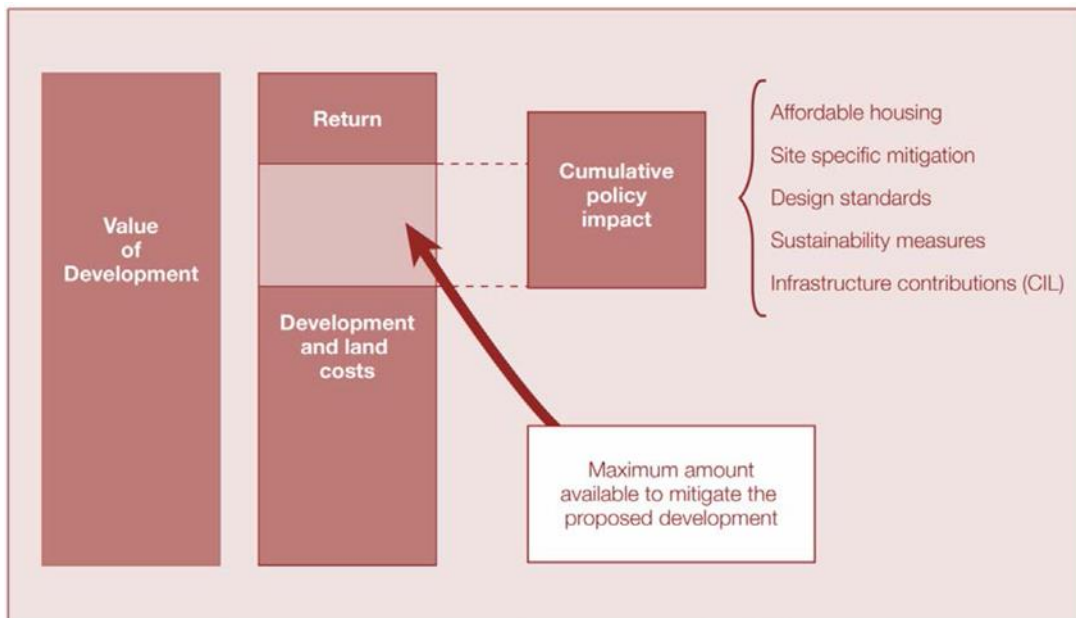 Value
of
Development
Return
Development
and land
costs
Cumulative
policy
impact
Affordable housing
Site specific mitigation
Design standards
Sustainability measures
Infrastructure contributions (CIL)
Maximum amount
available to mitigate the
proposed development